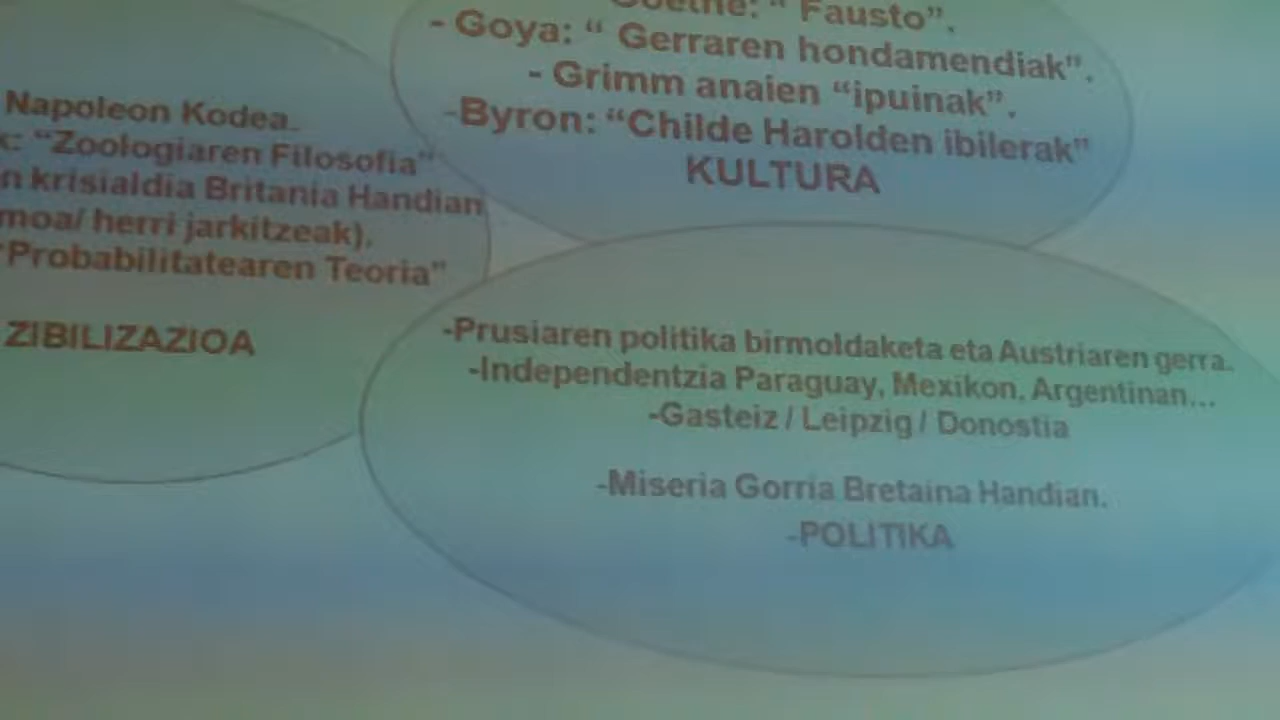 Goethe: “ Fausto”.
- Goya: “ Gerraren hondamendiak”.
- Grimm anaien “ipuinak”.
-Byron: “Childe Harolden ibilerak”
KULTURA
Napoleon Kodea.
“Zoologiaren Filosofia”
krisialdia Britania Handian
herri jarkitzeak).
“Probabilitatearen Teoria”
ZIBILIZAZIOA
-Prusiaren politika birmoldaketa eta Austriaren gerra.
-Independentzia Paraguay, Mexikon, Argentinan...
-Gasteiz / Leipzig / Donostia
-Miseria Gorria Bretaina Handian.
-POLITIKA